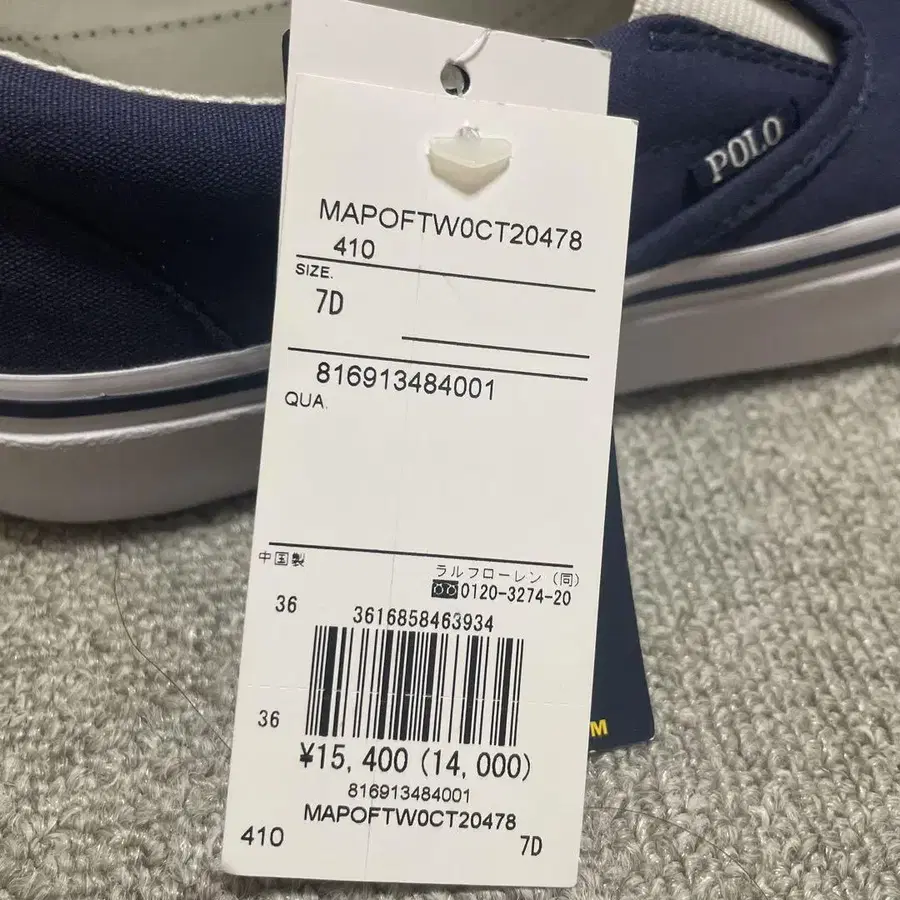 POLO
MAPOFTW0CT20478
410
SIZE.
7D
816913484001
QUA.
中国製
ラルフローレン(同)
0120-3274-20
36
3616858463934
36
¥15,400 (14,000)
816913484001
MAPOFTW0CT20478
410
7D
M